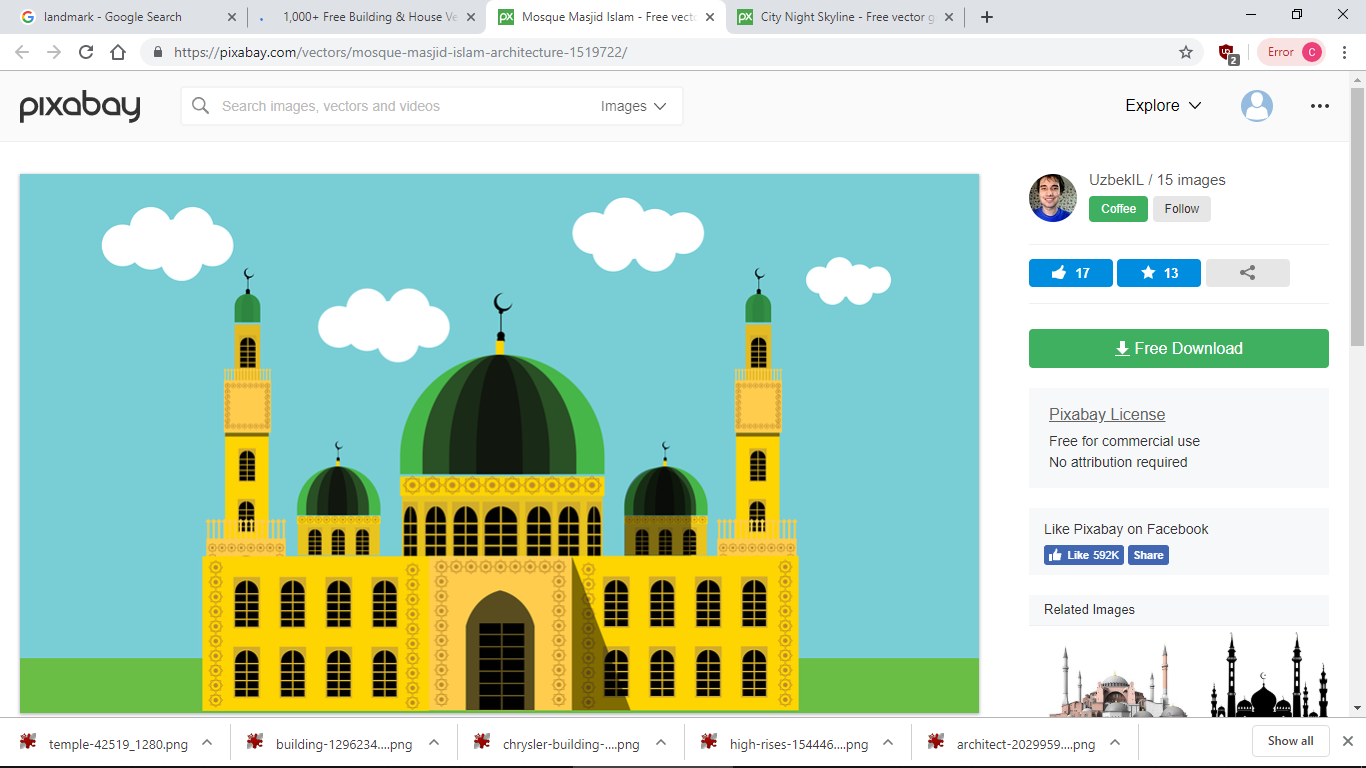 landmark - Google Search
1,000+ Free Building & House Ve
Mosque Masjid Islam - Free vect
City Night Skyline - Free vector g
https://pixabay.com/vectors/mosque-masjid-islam-architecture-1519722/
2
Error
C
pixabay
Search images, vectors and videos
Images
Explore
UzbekIL / 15 images
Coffee
Follow
17
13
Free Download
Pixabay License
Free for commercial use
No attribution required
Like Pixabay on Facebook
Like 592K
Share
Related Images
temple-42519_1280.png
building-1296234....png
chrysler-building-....png
high-rises-154446....png
architect-2029959....png
Show all